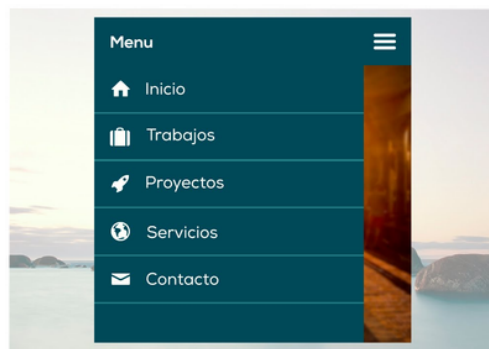 Menu
Inicio
Trabajos
Proyectos
Servicios
Contacto